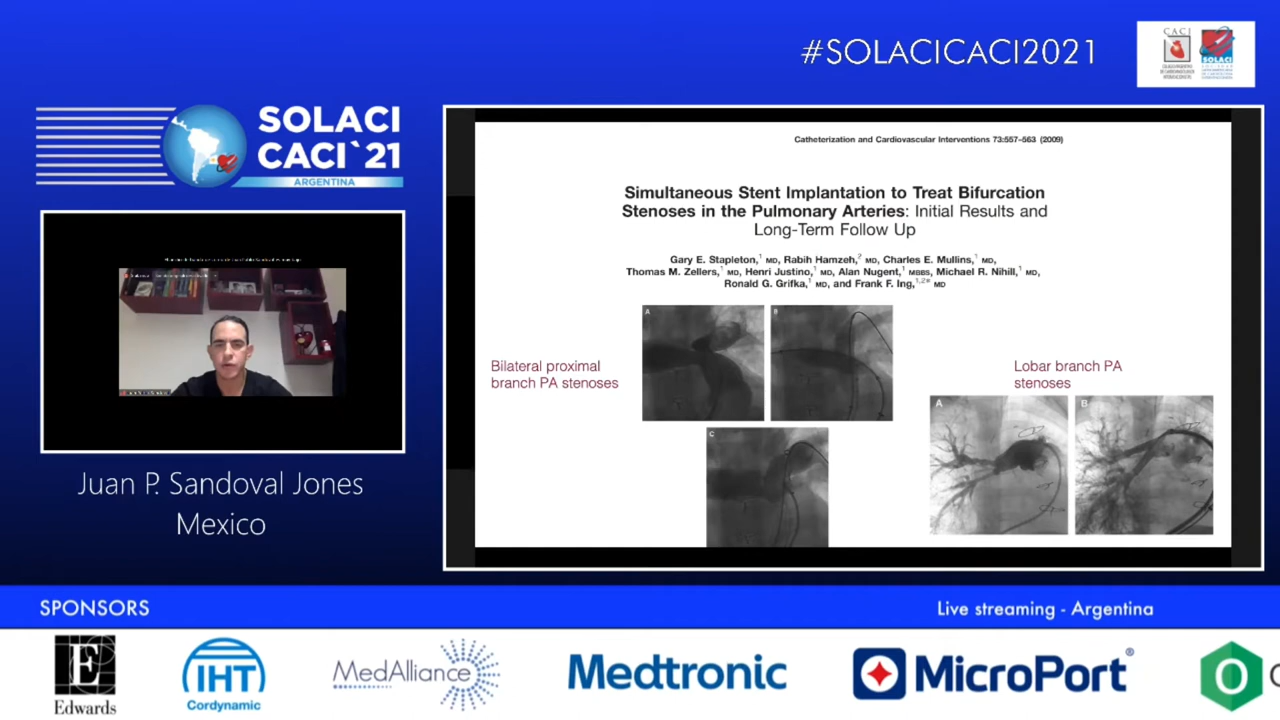 #SOLACICACI2021
CACI
SOLACI
SOLACI
CACI`21
ARGENTINA
Juan P. Sandoval Jones
Mexico
Catheterization and Cardiovascular Interventions 73:557–563 (2009)
Simultaneous Stent Implantation to Treat Bifurcation
Stenoses in the Pulmonary Arteries: Initial Results and
Long-Term Follow Up
Gary E. Stapleton,1 MD, Rabih Hamzeh,2 MD, Charles E. Mullins,1 MD,
Thomas M. Zellers,1 MD, Henri Justino,1 MD, Alan Nugent,1 MBBS, Michael R. Nihill,1 MD,
Ronald G. Grifka,1 MD, and Frank F. Ing,1,2* MD
A
B
Bilateral proximal
branch PA stenoses
C
Lobar branch PA
stenoses
A
B
SPONSORS
Live streaming - Argentina
E
Edwards
IHT
Cordynamic
MedAlliance
Medtronic
MicroPort®